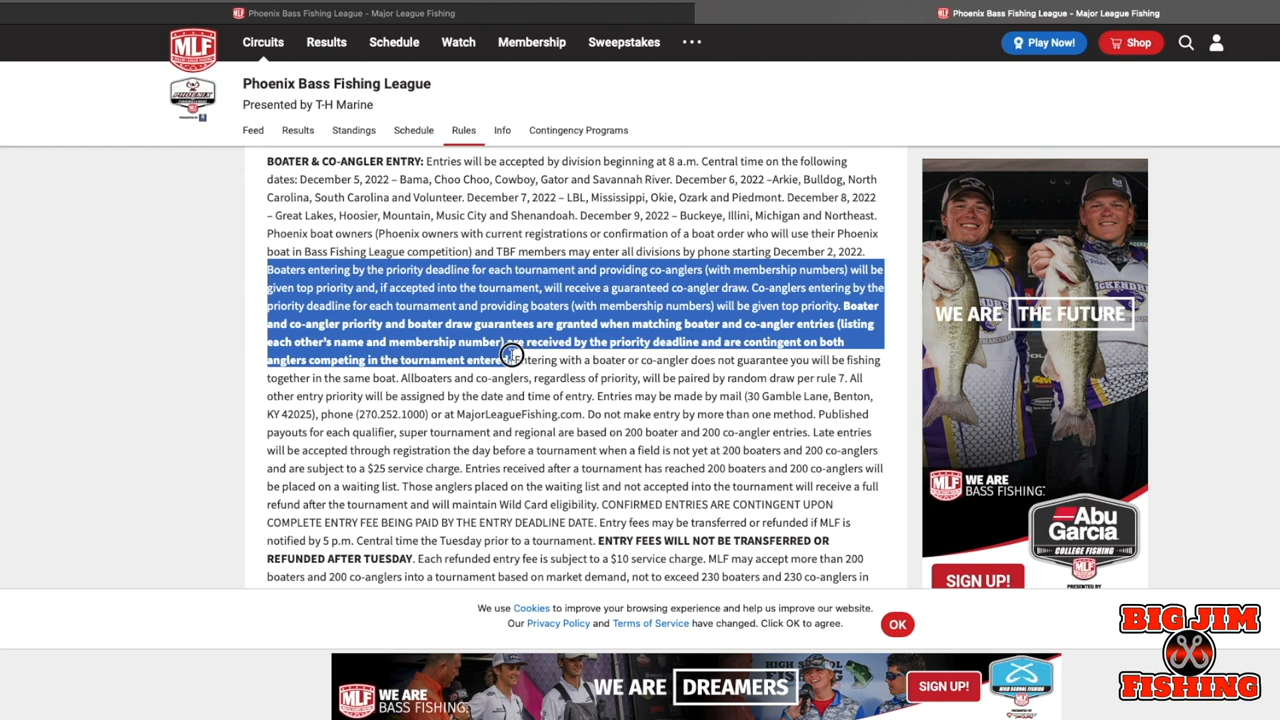 Phoenix Bass Fishing League - Major League Fishing
Phoenix Bass Fishing League - Major League Fishing
MLF
Circuits Results Schedule Watch Membership Sweepstakes ••• Play Now! Shop
Phoenix Bass Fishing League
PHOENIX
Presented by T-H Marine
Feed Results Standings Schedule Rules Info Contingency Programs
BOATER & CO-ANGLER ENTRY: Entries will be accepted by division beginning at 8 a.m. Central time on the following
dates: December 5, 2022 – Bama, Choo Choo, Cowboy, Gator and Savannah River. December 6, 2022 –Arkie, Bulldog, North
Carolina, South Carolina and Volunteer. December 7, 2022 – LBL, Mississippi, Okie, Ozark and Piedmont. December 8, 2022
– Great Lakes, Hoosier, Mountain, Music City and Shenandoah. December 9, 2022 – Buckeye, Illini, Michigan and Northeast.
Phoenix boat owners (Phoenix owners with current registrations or confirmation of a boat order who will use their Phoenix
boat in Bass Fishing League competition) and TBF members may enter all divisions by phone starting December 2, 2022.
Boaters entering by the priority deadline for each tournament and providing co-anglers (with membership numbers) will be
given top priority and, if accepted into the tournament, will receive a guaranteed co-angler draw. Co-anglers entering by the
priority deadline for each tournament and providing boaters (with membership numbers) will be given top priority. Boater
and co-angler priority and boater draw guarantees are granted when matching boater and co-angler entries (listing
each other's name and membership number) are received by the priority deadline and are contingent on both
anglers competing in the tournament entered. Entering with a boater or co-angler does not guarantee you will be fishing
together in the same boat. Allboaters and co-anglers, regardless of priority, will be paired by random draw per rule 7. All
other entry priority will be assigned by the date and time of entry. Entries may be made by mail (30 Gamble Lane, Benton,
KY 42025), phone (270.252.1000) or at MajorLeagueFishing.com. Do not make entry by more than one method. Published
payouts for each qualifier, super tournament and regional are based on 200 boater and 200 co-angler entries. Late entries
will be accepted through registration the day before a tournament when a field is not yet at 200 boaters and 200 co-anglers
and are subject to a $25 service charge. Entries received after a tournament has reached 200 boaters and 200 co-anglers will
be placed on a waiting list. Those anglers placed on the waiting list and not accepted into the tournament will receive a full
refund after the tournament and will maintain Wild Card eligibility. CONFIRMED ENTRIES ARE CONTINGENT UPON
COMPLETE ENTRY FEE BEING PAID BY THE ENTRY DEADLINE DATE. Entry fees may be transferred or refunded if MLF is
notified by 5 p.m. Central time the Tuesday prior to a tournament. ENTRY FEES WILL NOT BE TRANSFERRED OR
REFUNDED AFTER TUESDAY. Each refunded entry fee is subject to a $10 service charge. MLF may accept more than 200
boaters and 200 co-anglers into a tournament based on market demand, not to exceed 230 boaters and 230 co-anglers in
WE ARE THE FUTURE
MCKENDREE
MLF WE ARE
BASS FISHING.
Abu
Garcia
COLLEGE FISHING
MLF
PRESENTED BY
SIGN UP!
We use Cookies to improve your browsing experience and help us improve our website.
Our Privacy Policy and Terms of Service have changed. Click OK to agree.
OK
MLF WE ARE
BASS FISHING.
WE ARE DREAMERS
SIGN UP!
HIGH SCHOOL FISHING
BIG JIM
FISHING